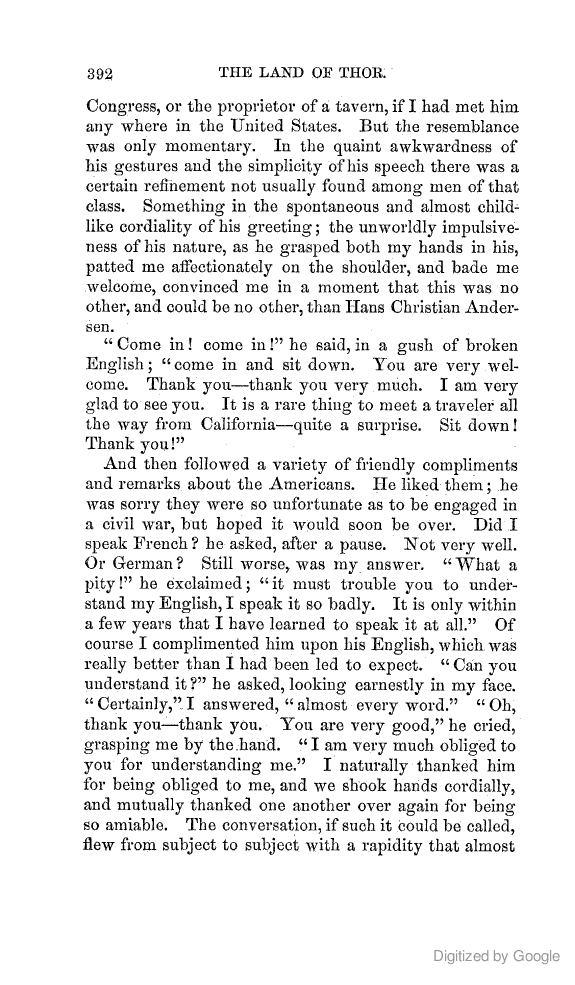 392 THE LAND OF THOR.
Congress, or the proprietor of a tavern, if I had met him
any where in the United States. But the resemblance
was only momentary. In the quaint awkwardness of
his gestures and the simplicity of his speech there was a
certain refinement not usually found among men of that
class. Something in the spontaneous and almost child-
like cordiality of his greeting; the unworldly impulsive-
ness of his nature, as he grasped both my hands in his,
patted me affectionately on the shoulder, and bade me
welcome, convinced me in a moment that this was no
other, and could be no other, than Hans Christian Ander-
sen.
“Come in! come in!” he said, in a gush of broken
English; “come in and sit down. You are very wel-
come. Thank you—thank you very much. I am very
glad to see you. It is a rare thing to meet a traveler all
the way from California—quite a surprise. Sit down!
Thank you!”
And then followed a variety of friendly compliments
and remarks about the Americans. He liked them; he
was sorry they were so unfortunate as to be engaged in
a civil war, but hoped it would soon be over. Did I
speak French? he asked, after a pause. Not very well.
Or German? Still worse, was my answer. “What a
pity!” he exclaimed; “it must trouble you to under-
stand my English, I speak it so badly. It is only within
a few years that I have learned to speak it at all.” Of
course I complimented him upon his English, which was
really better than I had been led to expect. “Can you
understand it?” he asked, looking earnestly in my face.
“Certainly,” I answered, “almost every word.” “Oh,
thank you—thank you. You are very good,” he cried,
grasping me by the hand. “I am very much obliged to
you for understanding me.” I naturally thanked him
for being obliged to me, and we shook hands cordially,
and mutually thanked one another over again for being
so amiable. The conversation, if such it could be called,
flew from subject to subject with a rapidity that almost
Digitized by Google